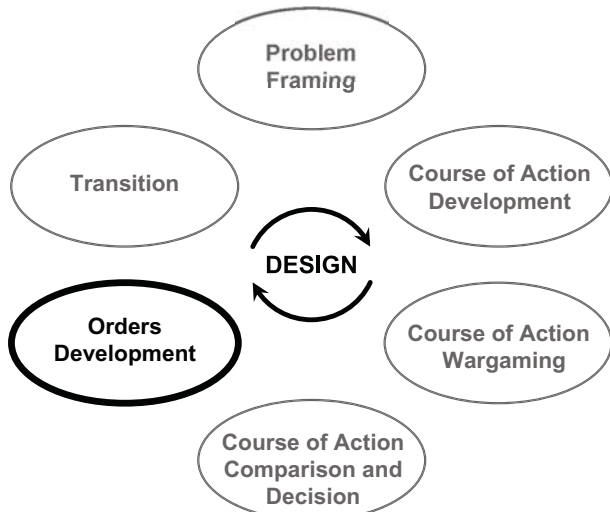 Problem
Framing
Course of Action
Development
Course of Action
Wargaming
Course of Action
Comparison and
Decision
Orders
Development
Transition
DESIGN